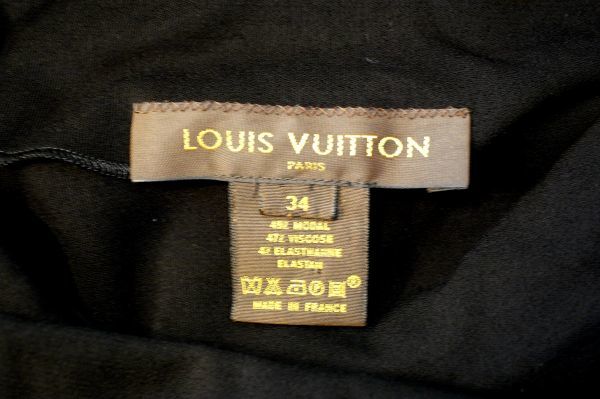 LOUIS VUITTON
PARIS
34
49% MODAL
47% VISCOSE
4% ELASTHANNE
ELASTAN
MADE IN FRANCE